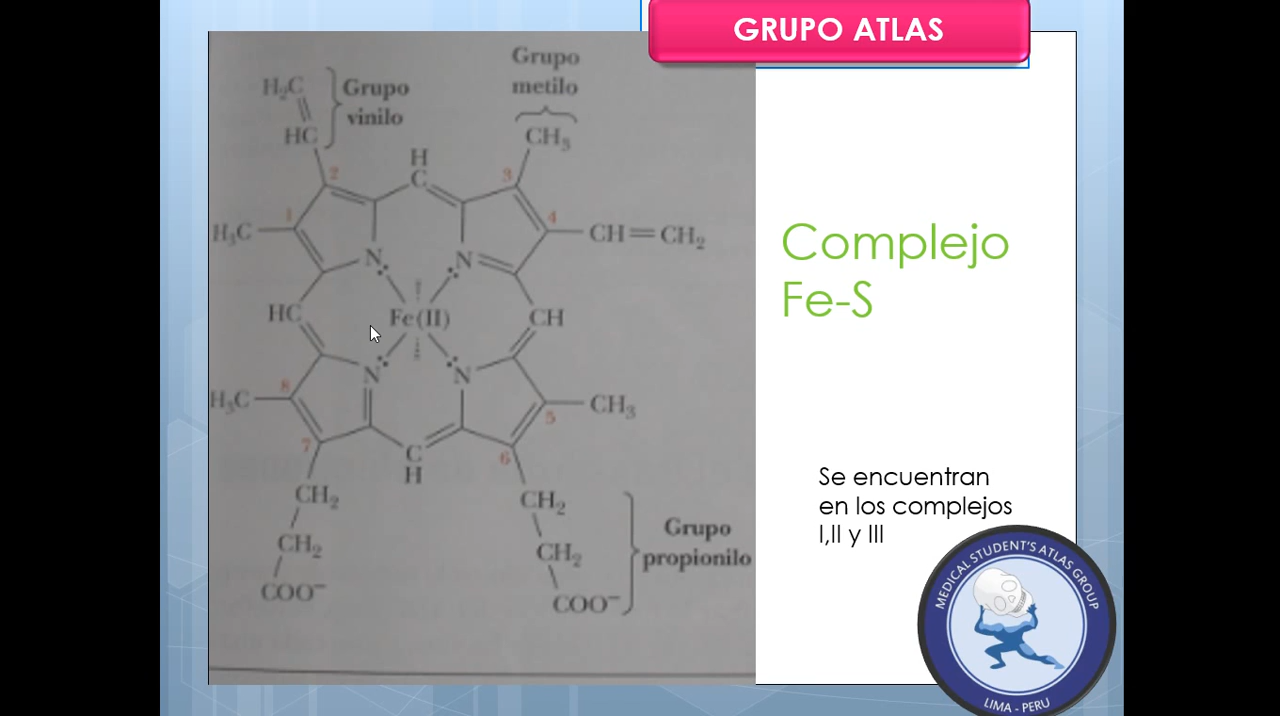 GRUPO ATLAS
Grupo
metilo
H₂C
Grupo
vinilo
HC
CH₃
H
C
2
3
1
4
H₃C
CH=CH₂
N
N
HC
Fe(II)
CH
N
N
8
H₃C
CH₃
5
7
6
C
H
CH₂
CH₂
CH₂
CH₂
COO⁻
COO⁻
Grupo
propionilo
Complejo
Fe-S
Se encuentran
en los complejos
I,II y III
MEDICAL STUDENT'S ATLAS GROUP
LIMA - PERU